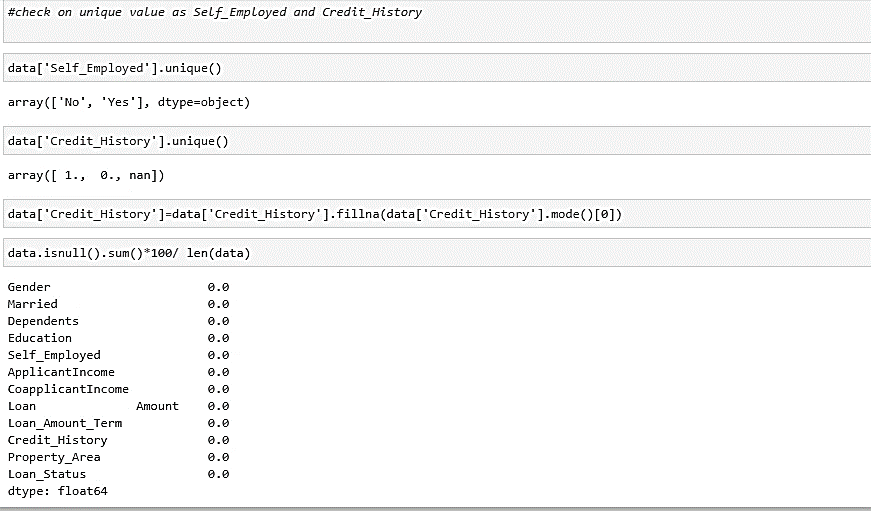 #check on unique value as Self_Employed and Credit_History
data['Self_Employed'].unique()
array(['No', 'Yes'], dtype=object)
data['Credit_History'].unique()
array([ 1.,  0., nan])
data['Credit_History']=data['Credit_History'].fillna(data['Credit_History'].mode()[0])
data.isnull().sum()*100/ len(data)
Gender                  0.0
Married                 0.0
Dependents              0.0
Education               0.0
Self_Employed           0.0
ApplicantIncome         0.0
CoapplicantIncome       0.0
Loan            Amount  0.0
Loan_Amount_Term        0.0
Credit_History          0.0
Property_Area           0.0
Loan_Status             0.0
dtype: float64